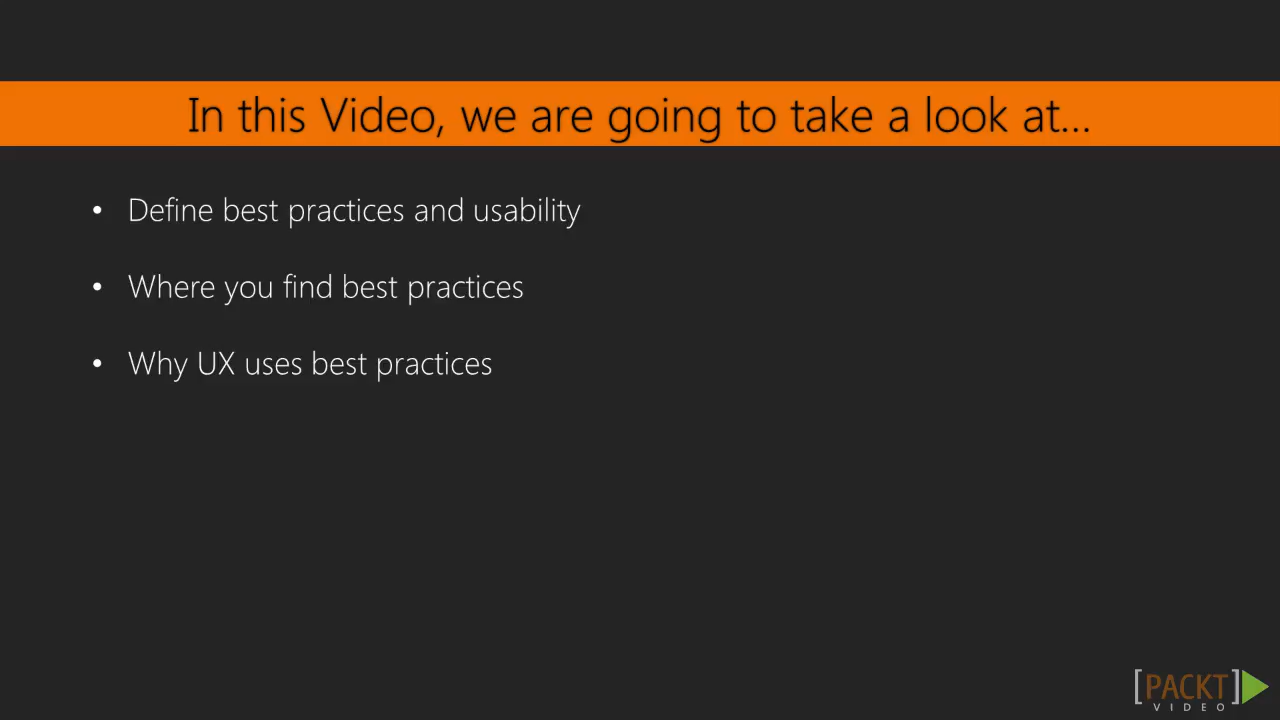 In this Video, we are going to take a look at...
• Define best practices and usability
• Where you find best practices
• Why UX uses best practices
[PACKT]
VIDEO